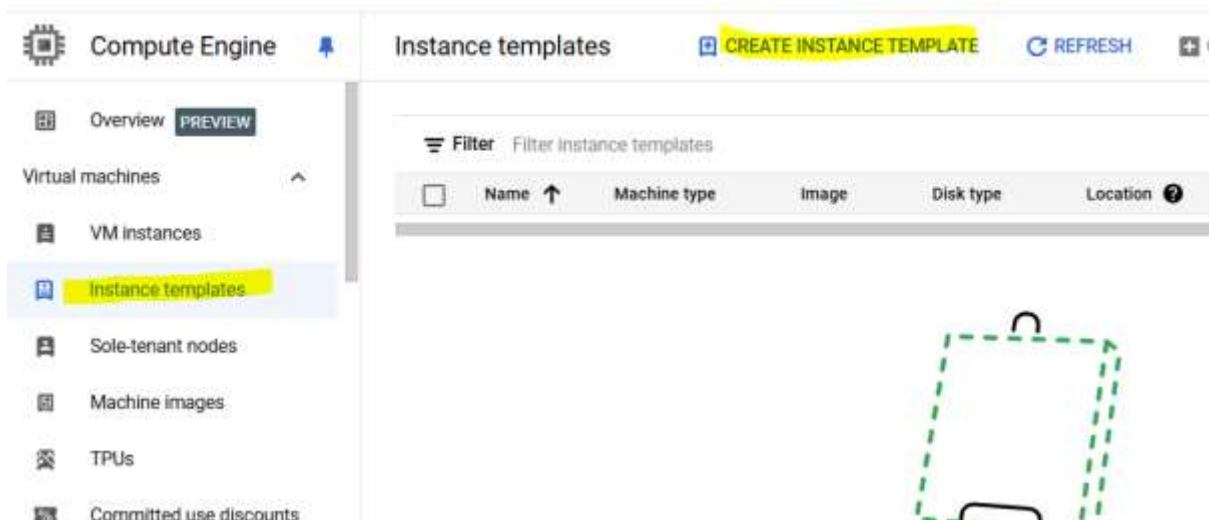 Compute Engine
Instance templates
CREATE INSTANCE TEMPLATE
REFRESH
Overview PREVIEW
Virtual machines
VM instances
Instance templates
Sole-tenant nodes
Machine images
TPUs
Committed use discounts
Filter Filter instance templates
Name Machine type Image Disk type Location